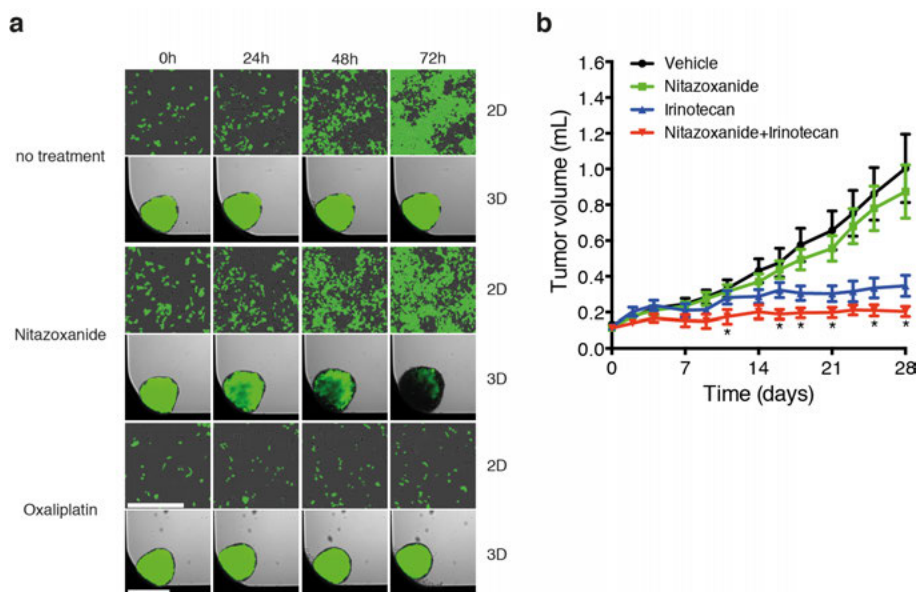 a
0h 24h 48h 72h
no treatment
2D
3D
Nitazoxanide
2D
3D
Oxaliplatin
2D
3D
b
Vehicle
Nitazoxanide
Irinotecan
Nitazoxanide+Irinotecan
Tumor volume (mL)
1.6
1.4
1.2
1.0
0.8
0.6
0.4
0.2
0.0
* * * * * *
0 7 14 21 28
Time (days)